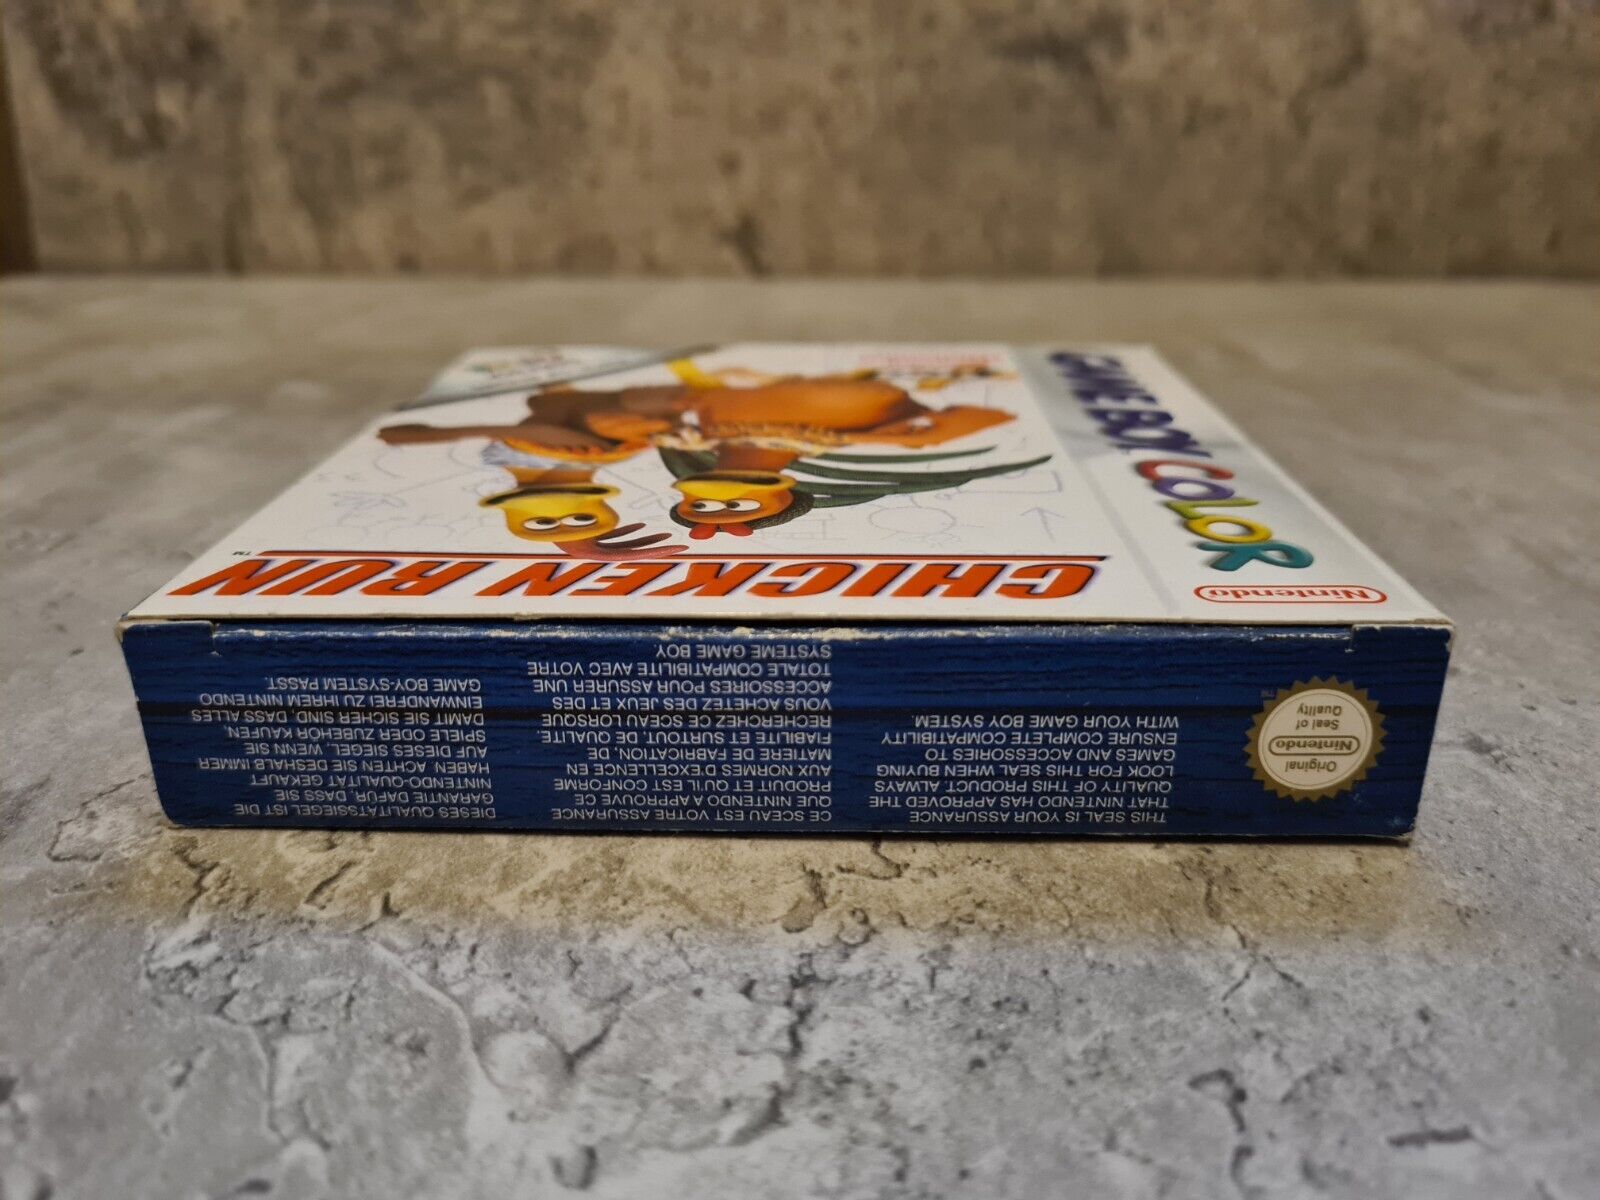 GAME BOY COLOR
Nintendo
CHICKEN RUN
TM
Original
Nintendo
Seal of
Quality
TM
THIS SEAL IS YOUR ASSURANCE
THAT NINTENDO HAS APPROVED THE
QUALITY OF THIS PRODUCT. ALWAYS
LOOK FOR THIS SEAL WHEN BUYING
GAMES AND ACCESSORIES TO
ENSURE COMPLETE COMPATIBILITY
WITH YOUR GAME BOY SYSTEM.
CE SCEAU EST VOTRE ASSURANCE
QUE NINTENDO A APPROUVE CE
PRODUIT ET QU'IL EST CONFORME
AUX NORMES D'EXCELLENCE EN
MATIERE DE FABRICATION, DE
FIABILITE ET SURTOUT, DE QUALITE.
RECHERCHEZ CE SCEAU LORSQUE
VOUS ACHETEZ DES JEUX ET DES
ACCESSOIRES POUR ASSURER UNE
TOTALE COMPATIBILITE AVEC VOTRE
SYSTEME GAME BOY.
DIESES QUALITÄTSSIEGEL IST DIE
GARANTIE DAFÜR, DASS SIE
NINTENDO-QUALITÄT GEKAUFT
HABEN. ACHTEN SIE DESHALB IMMER
AUF DIESES SIEGEL, WENN SIE
SPIELE ODER ZUBEHÖR KAUFEN,
DAMIT SIE SICHER SIND, DASS ALLES
EINWANDFREI ZU IHREM NINTENDO
GAME BOY-SYSTEM PASST.